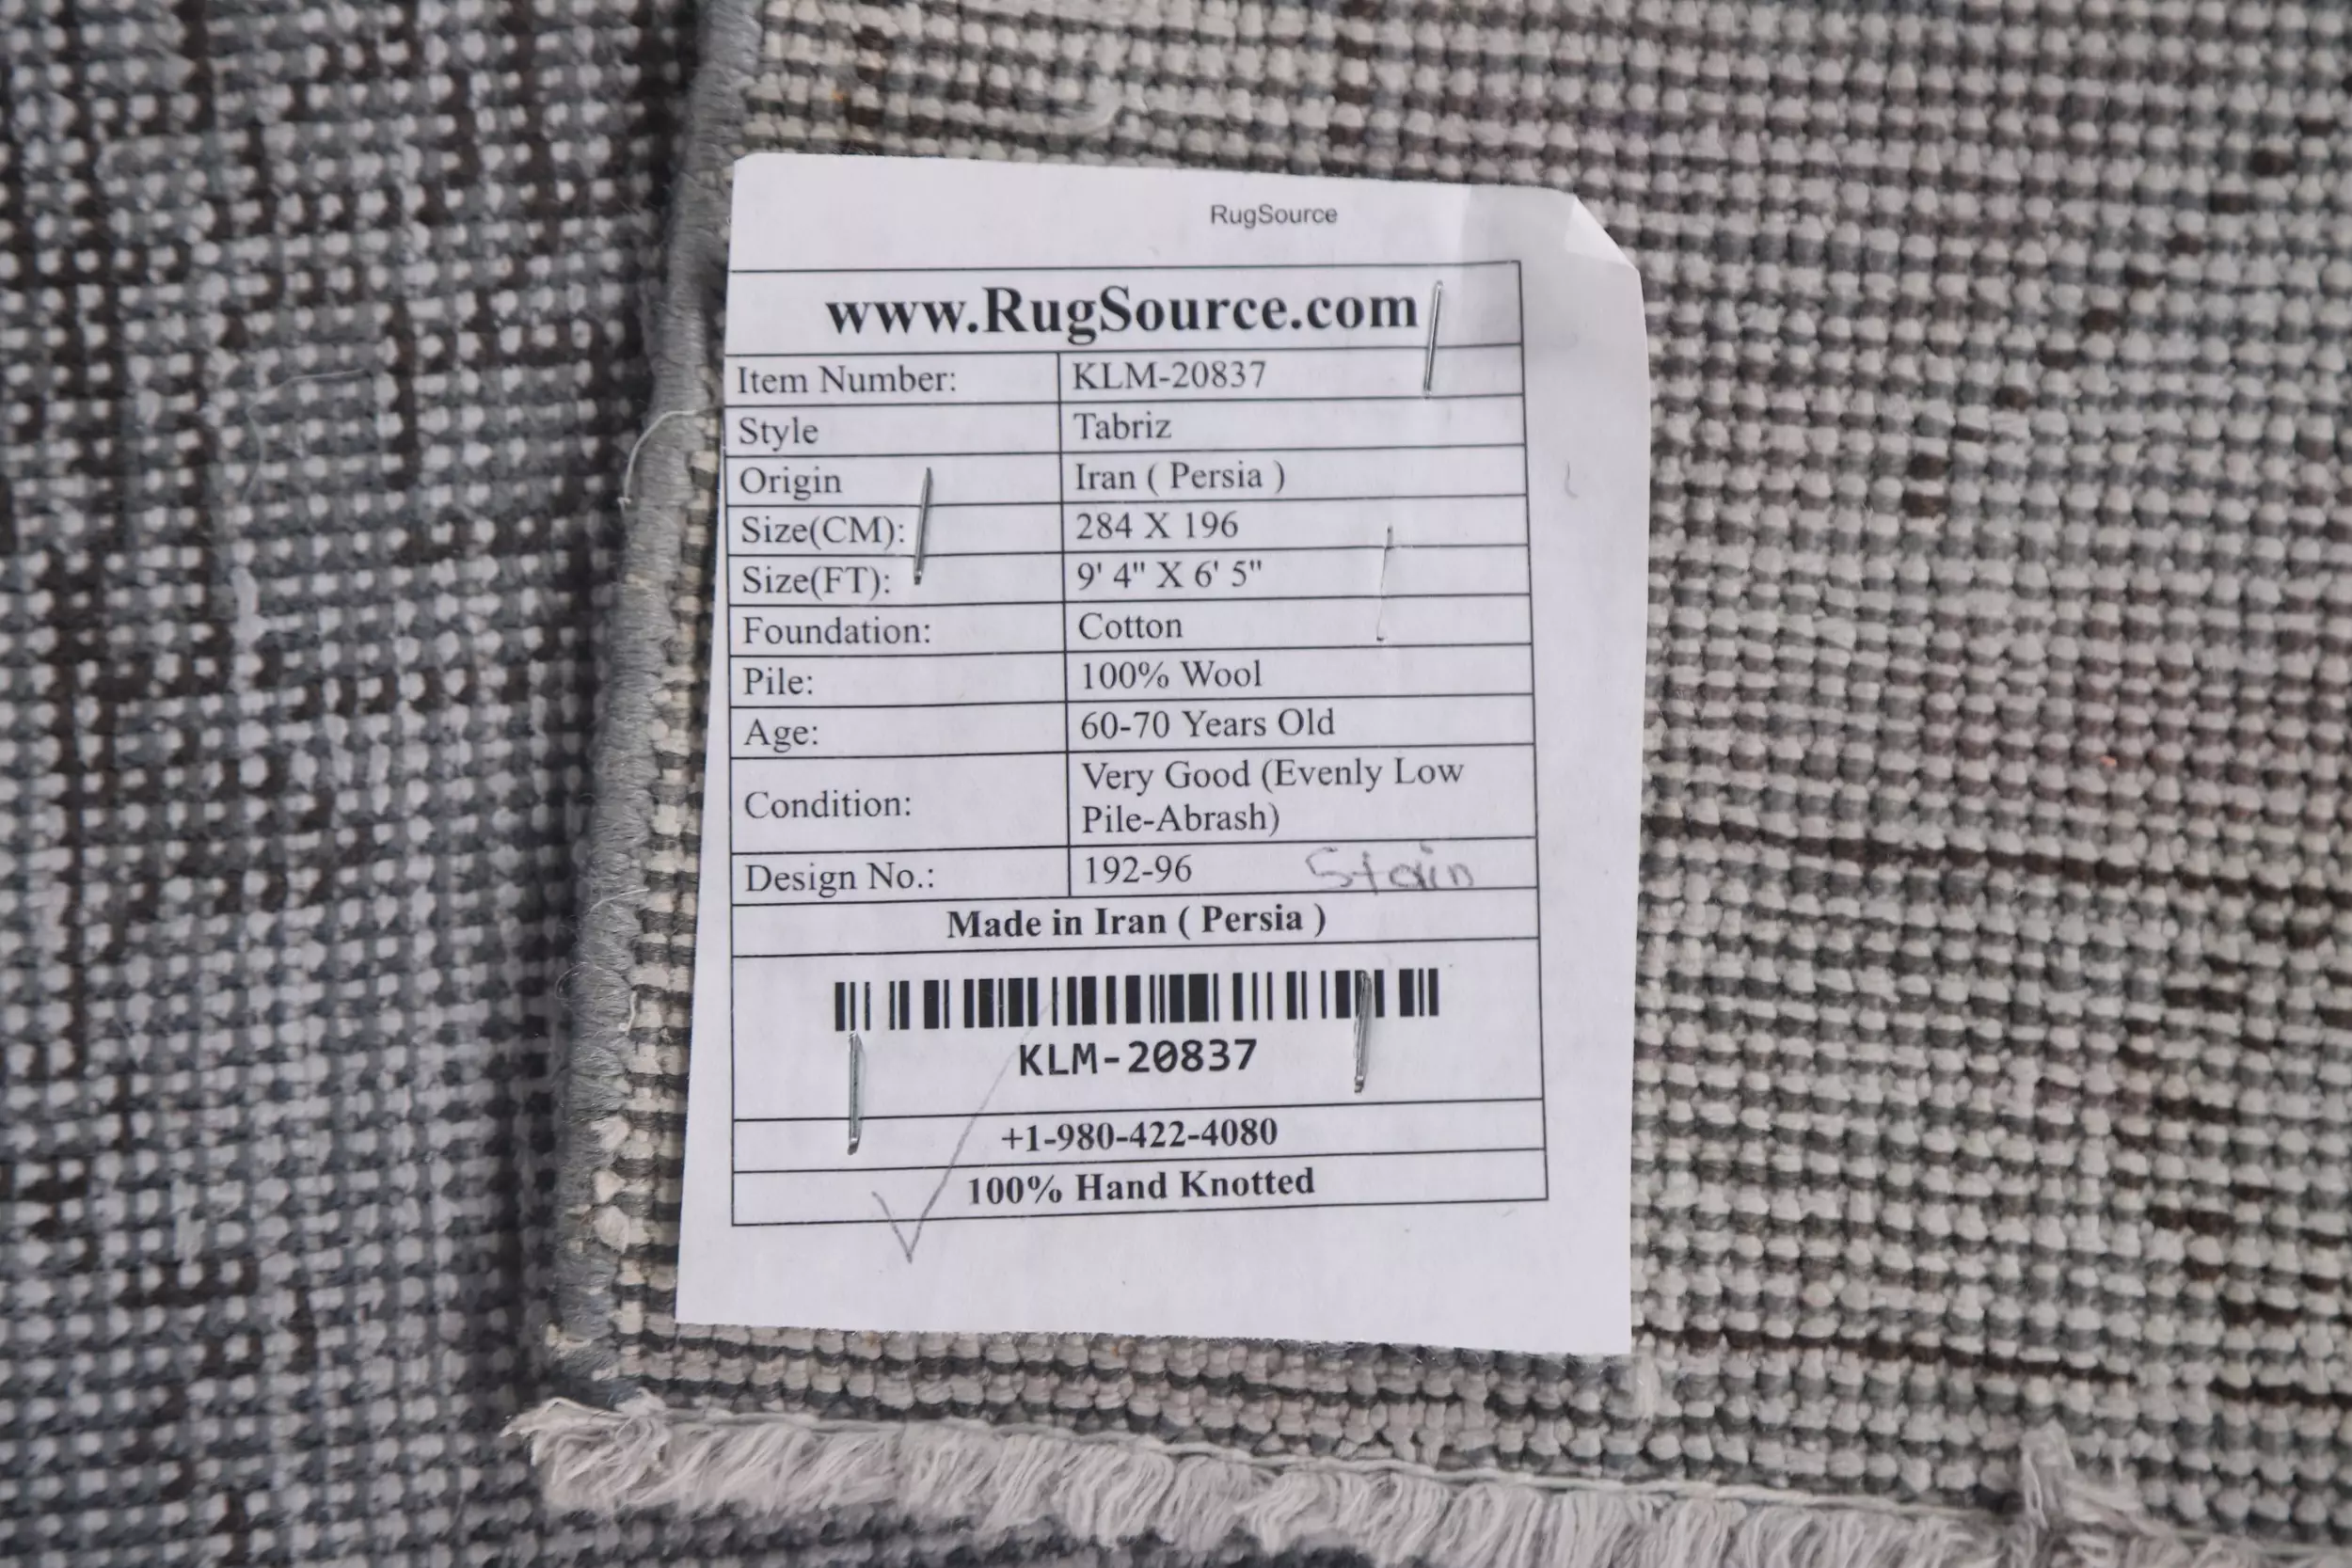 RugSource
www.RugSource.com
Item Number: KLM-20837
Style Tabriz
Origin Iran ( Persia )
Size(CM): 284 X 196
Size(FT): 9' 4" X 6' 5"
Foundation: Cotton
Pile: 100% Wool
Age: 60-70 Years Old
Condition: Very Good (Evenly Low
Pile-Abrash)
Design No.: 192-96 Stain
Made in Iran ( Persia )
KLM-20837
+1-980-422-4080
100% Hand Knotted